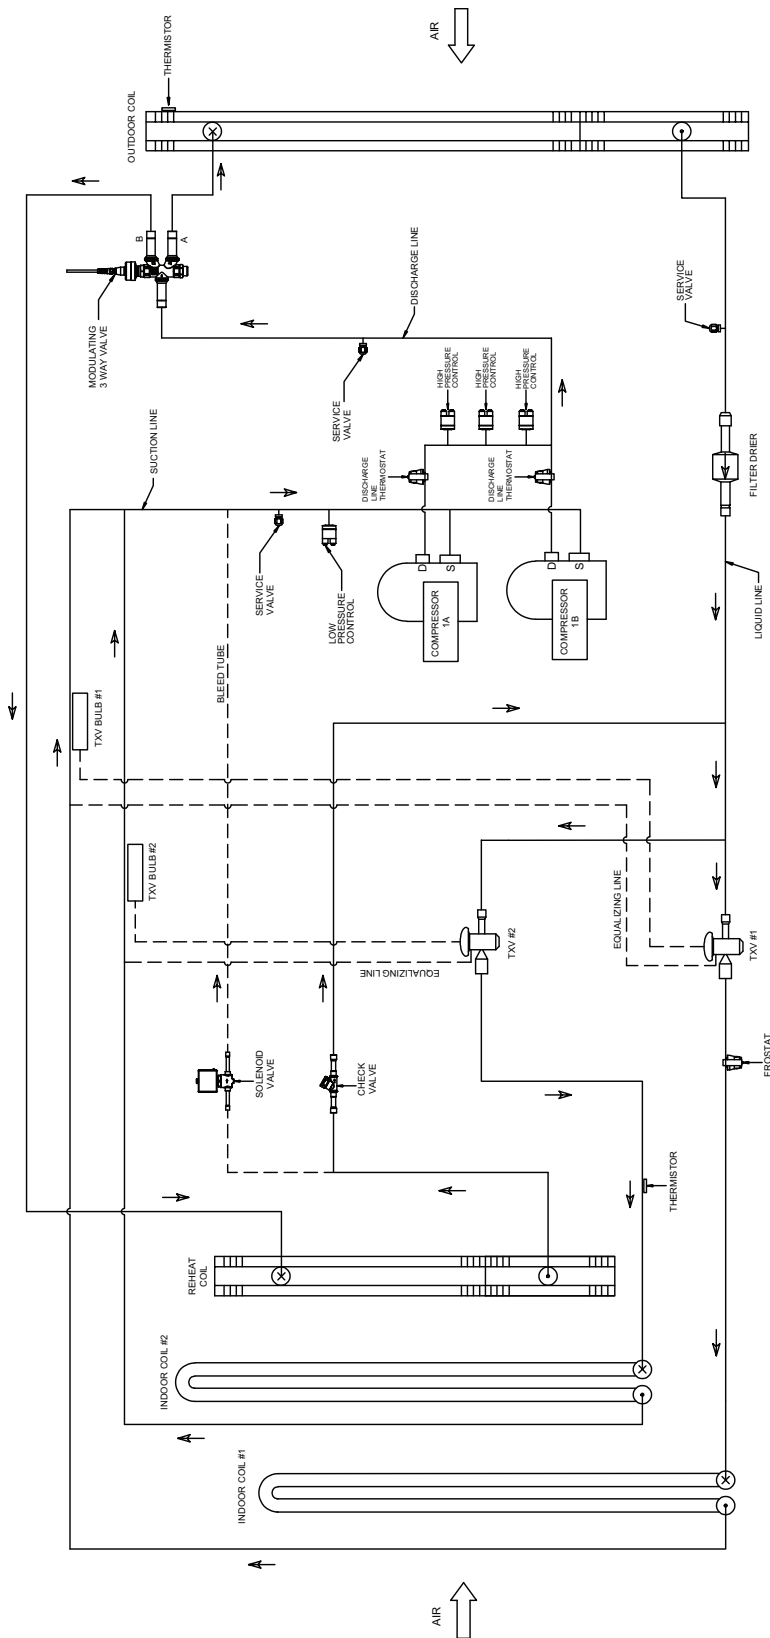 AIR
THERMISTOR
OUTDOOR COIL
B
A
MODULATING
3 WAY VALVE
DISCHARGE LINE
SERVICE
VALVE
SERVICE
VALVE
SUCTION LINE
HIGH
PRESSURE
CONTROL
HIGH
PRESSURE
CONTROL
HIGH
PRESSURE
CONTROL
DISCHARGE
LINE
THERMOSTAT
DISCHARGE
LINE
THERMOSTAT
FILTER DRIER
SERVICE
VALVE
LOW
PRESSURE
CONTROL
D
S
COMPRESSOR
1A
D
S
COMPRESSOR
1B
LIQUID LINE
BLEED TUBE
TXV BULB #1
TXV BULB #2
EQUALIZING LINE
EQUALIZING LINE
TXV #2
TXV #1
SOLENOID
VALVE
CHECK
VALVE
FROSTAT
THERMISTOR
REHEAT
COIL
INDOOR COIL #2
INDOOR COIL #1
AIR